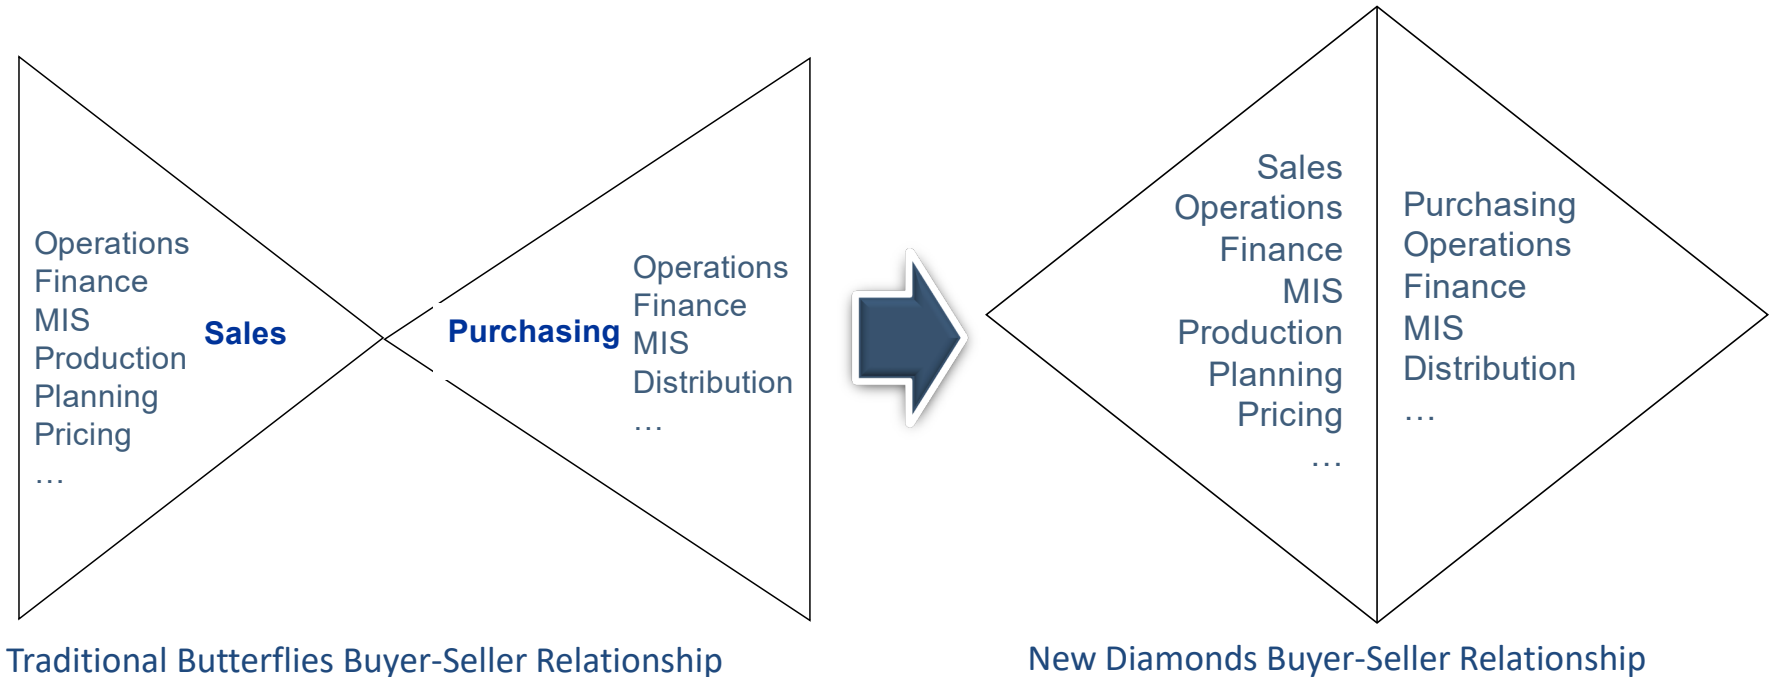 Operations
Finance
MIS
Production
Planning
Pricing
…
Sales
Purchasing
Operations
Finance
MIS
Distribution
…
Traditional Butterflies Buyer-Seller Relationship
Sales
Operations
Finance
MIS
Production
Planning
Pricing
…
Purchasing
Operations
Finance
MIS
Distribution
…
New Diamonds Buyer-Seller Relationship